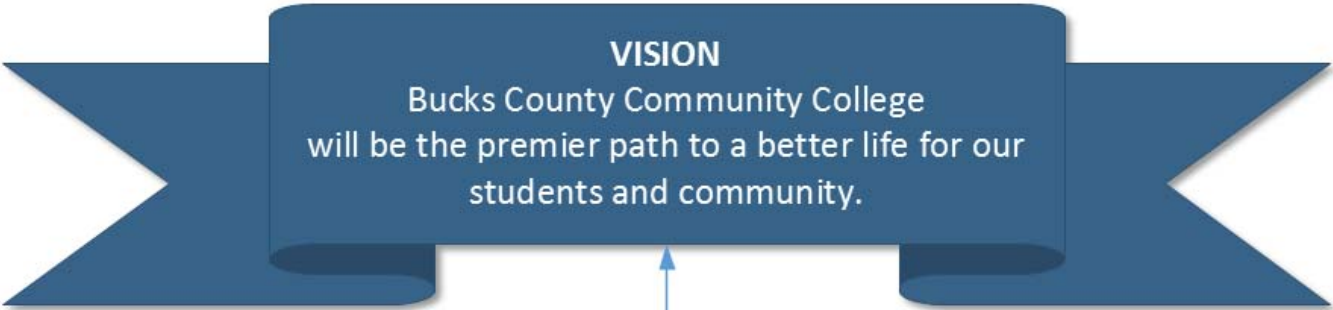 VISION
Bucks County Community College
will be the premier path to a better life for our
students and community.